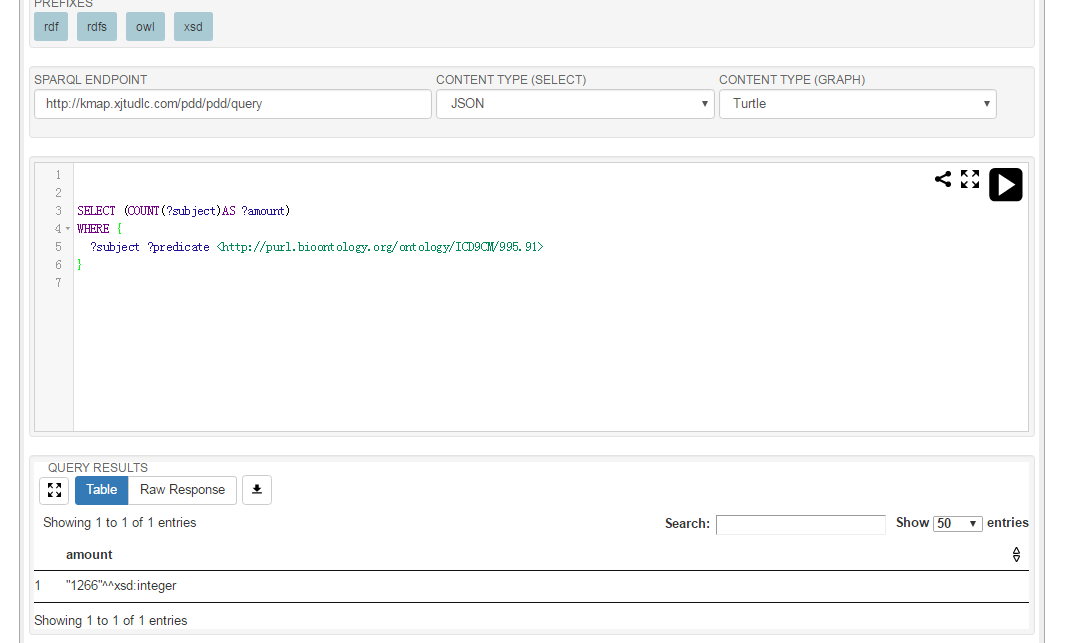 PREFIXES
rdf rdfs owl xsd
SPARQL ENDPOINT CONTENT TYPE (SELECT) CONTENT TYPE (GRAPH)
http://kmap.xjtudlc.com/pdd/pdd/query JSON Turtle
1
2
3 SELECT (COUNT(?subject)AS ?amount)
4 WHERE {
5 ?subject ?predicate <http://purl.bioontology.org/ontology/ICD9CM/995.91>
6 }
7
QUERY RESULTS
Table Raw Response
Showing 1 to 1 of 1 entries Search: Show 50 entries
amount
1 "1266"^^xsd:integer
Showing 1 to 1 of 1 entries